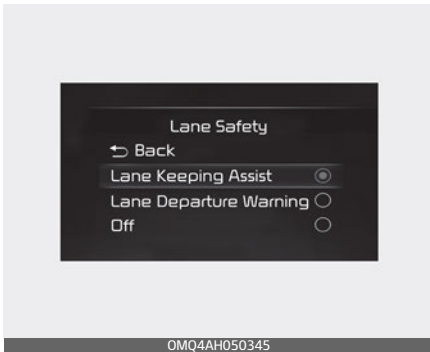 Lane Safety
Back
Lane Keeping Assist
Lane Departure Warning
Off
OMQ4AH050345